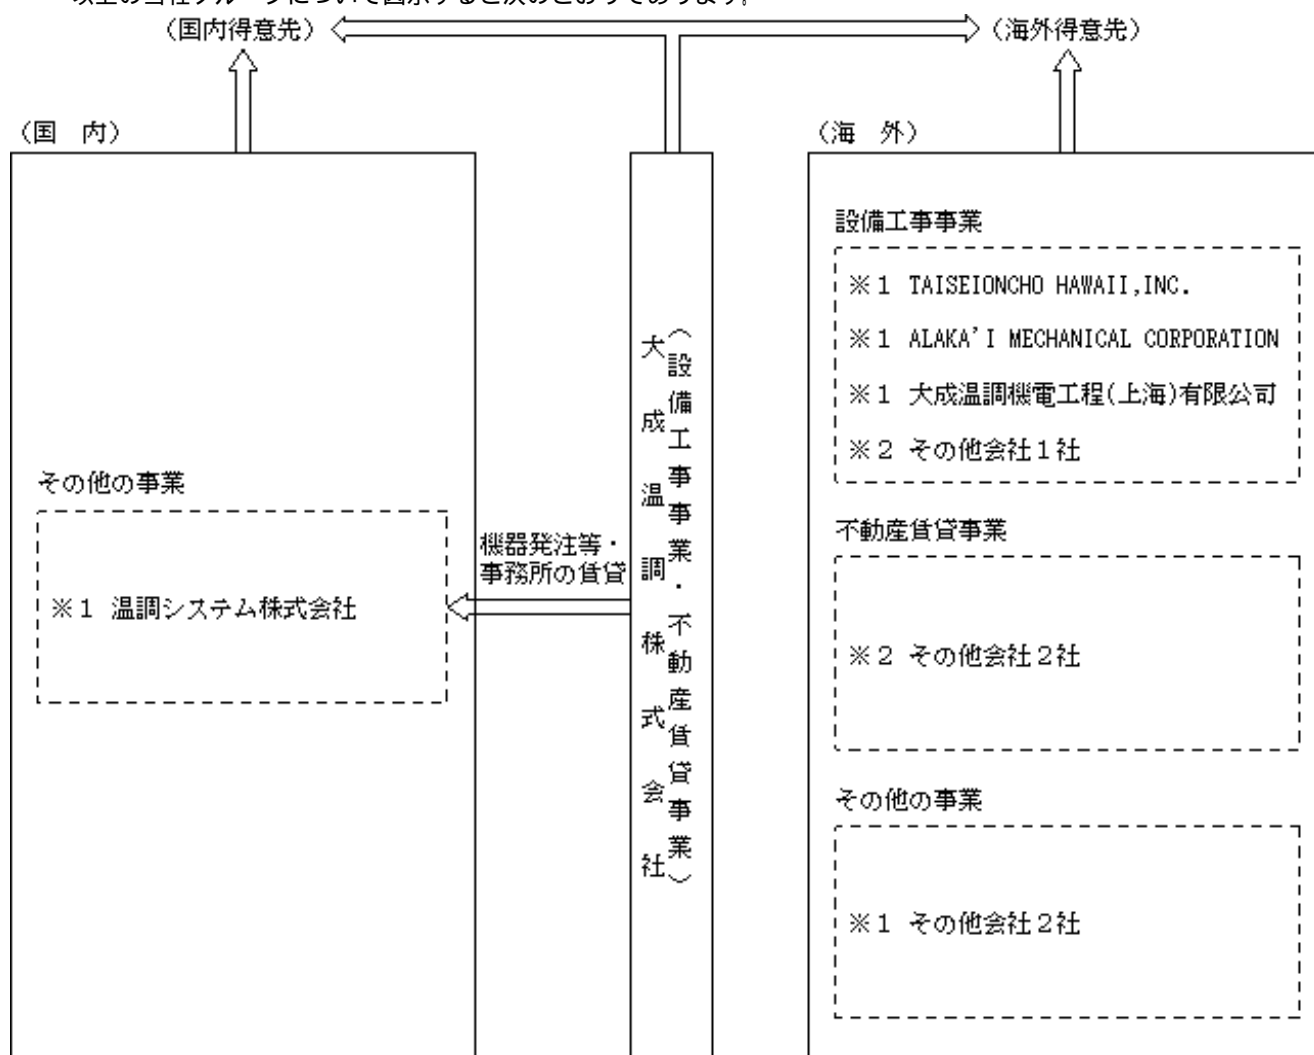 以上の当社グループについて図示すると次のとおりであります。
(国内得意先)
(海外得意先)
(国 内)
(海 外)
その他の事業
※1 温調システム株式会社
機器発注等・
事務所の賃貸
大成温調株式会社
(設備工事事業・不動産賃貸事業)
設備工事事業
※1 TAISEIONCHO HAWAII,INC.
※1 ALAKA'I MECHANICAL CORPORATION
※1 大成温調機電工程(上海)有限公司
※2 その他会社1社
不動産賃貸事業
※2 その他会社2社
その他の事業
※1 その他会社2社